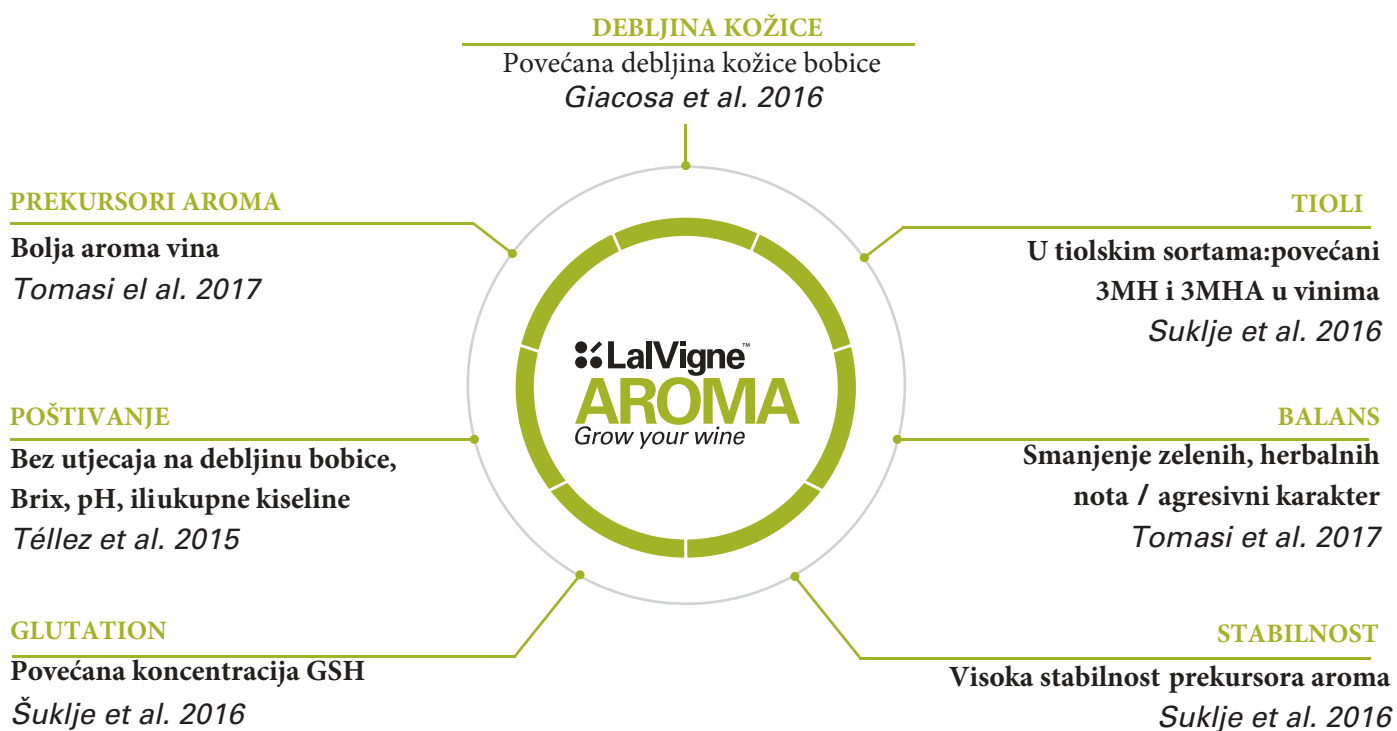 DEBLJINA KOŽICE
Povećana debljina kožice bobice
Giacosa et al. 2016
PREKURSORI AROMA
Bolja aroma vina
Tomasi el al. 2017
TIOLI
U tiolskim sortama:povećani
3MH i 3MHA u vinima
Suklje et al. 2016
LalVigne™
AROMA
Grow your wine
POŠTIVANJE
Bez utjecaja na debljinu bobice,
Brix, pH, iliukupne kiseline
Téllez et al. 2015
BALANS
Smanjenje zelenih, herbalnih
nota / agresivni karakter
Tomasi et al. 2017
GLUTATION
Povećana koncentracija GSH
Šuklje et al. 2016
STABILNOST
Visoka stabilnost prekursora aroma
Suklje et al. 2016